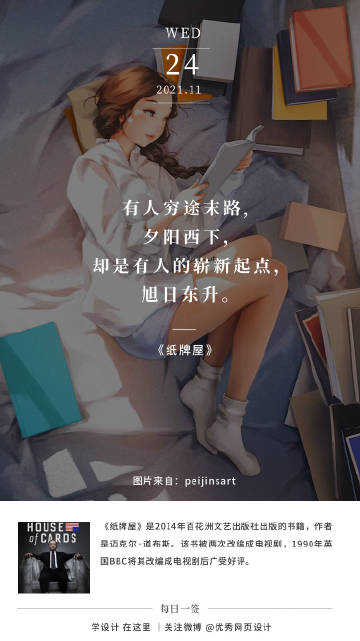 WED
24
2021.11
有人穷途末路，
夕阳西下，
却是有人的崭新起点，
旭日东升。
《纸牌屋》
图片来自：peijinsart
HOUSE
of CARDS
《纸牌屋》是2014年百花洲文艺出版社出版的书籍，作者
是迈克尔·道布斯。该书被两次改编成电视剧，1990年英
国BBC将其改编成电视剧后广受好评。
每日一签
学设计 在这里 ｜关注微博 @优秀网页设计